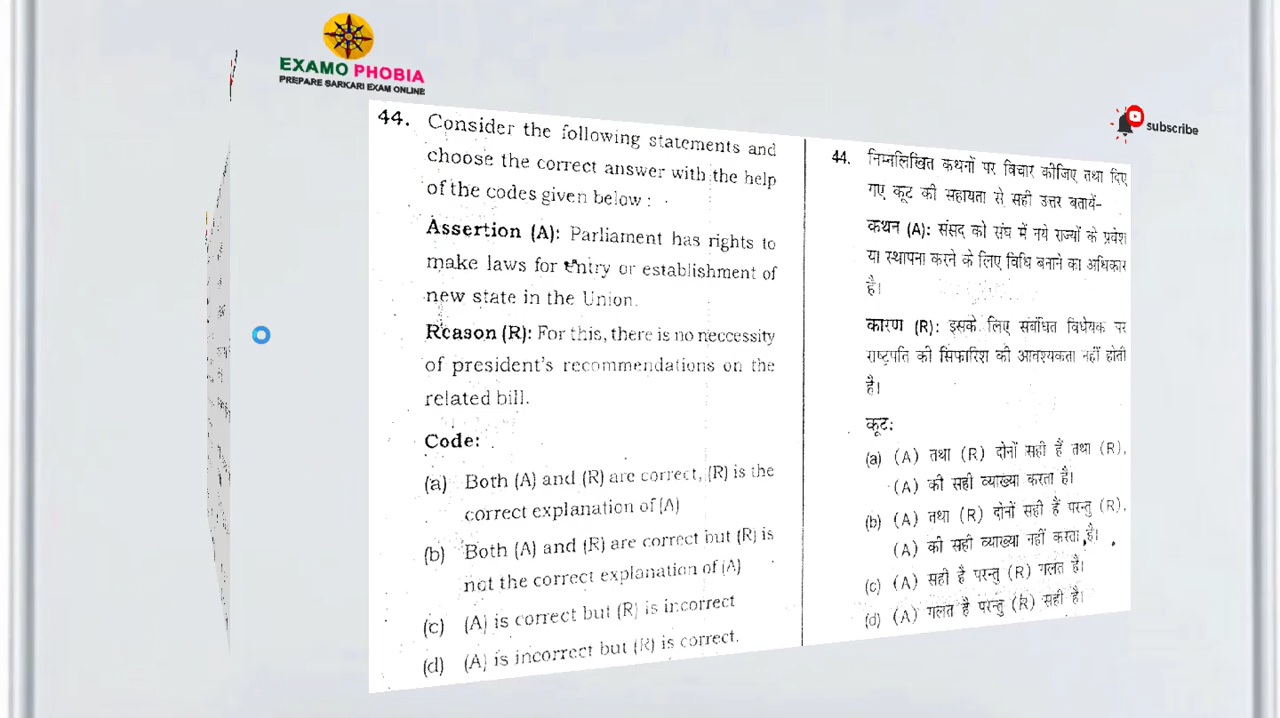 EXAMO PHOBIA
PREPARE SARKARI EXAM ONLINE
subscribe
44. Consider the following statements and
choose the correct answer with the help
of the codes given below :
Assertion (A): Parliament has rights to
make laws for entry or establishment of
new state in the Union.
Reason (R): For this, there is no neccessity
of president's recommendations on the
related bill.
Code:
(a) Both (A) and (R) are correct, (R) is the
correct explanation of (A)
(b) Both (A) and (R) are correct but (R) is
not the correct explanation of (A)
(c) (A) is correct but (R) is incorrect
(d) (A) is incorrect but (R) is correct.
44. निम्नलिखित कथनों पर विचार कीजिए तथा दिए
गए कूट की सहायता से सही उत्तर बतायें-
कथन (A): संसद को संघ में नये राज्यों के प्रवेश
या स्थापना करने के लिए विधि बनाने का अधिकार
है।
कारण (R): इसके लिए संबंधित विधेयक पर
राष्ट्रपति की सिफारिश की आवश्यकता नहीं होती
है।
कूट:
(a) (A) तथा (R) दोनों सही हैं तथा (R),
(A) की सही व्याख्या करता है।
(b) (A) तथा (R) दोनों सही हैं परन्तु (R),
(A) की सही व्याख्या नहीं करता है।
(c) (A) सही है परन्तु (R) गलत है।
(d) (A) गलत है परन्तु (R) सही है।